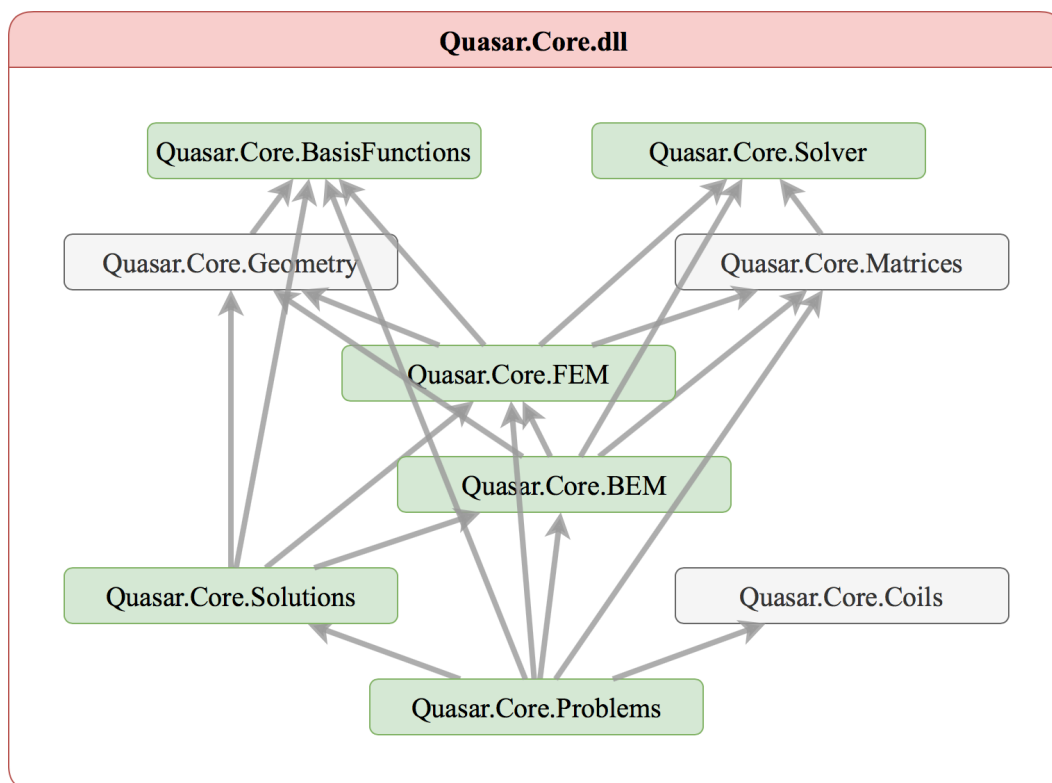 Quasar.Core.dll
Quasar.Core.BasisFunctions
Quasar.Core.Solver
Quasar.Core.Geometry
Quasar.Core.Matrices
Quasar.Core.FEM
Quasar.Core.BEM
Quasar.Core.Solutions
Quasar.Core.Coils
Quasar.Core.Problems